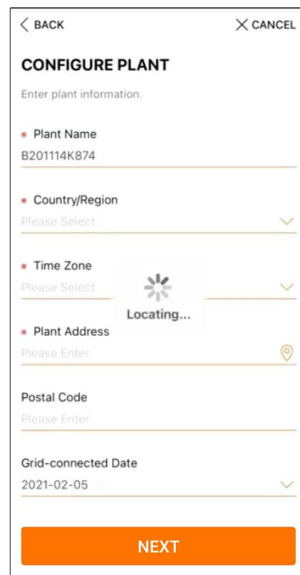 BACK
CANCEL
CONFIGURE PLANT
Enter plant information.
Plant Name
B201114K874
Country/Region
Please Select
Time Zone
Please Select
Locating...
Plant Address
Please Enter
Postal Code
Please Enter
Grid-connected Date
2021-02-05
NEXT